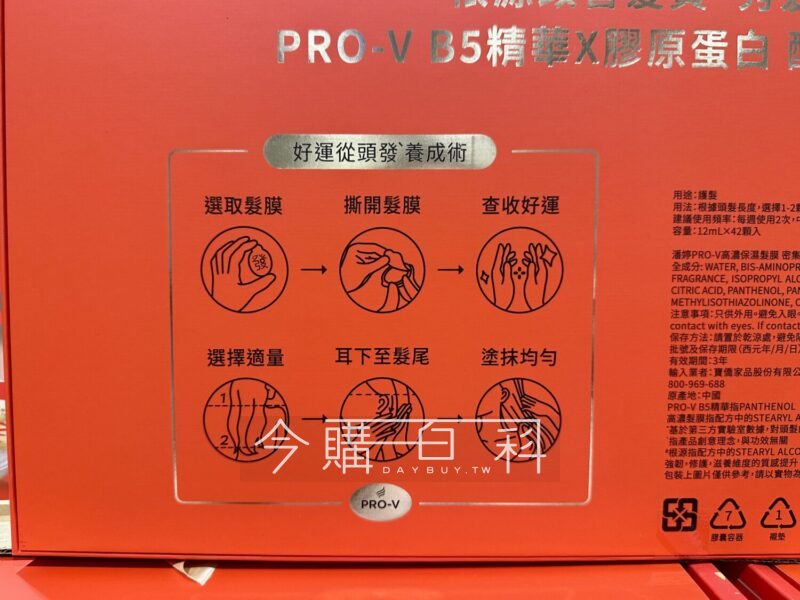 PRO-V B5精華X膠原蛋白
好運從頭發養成術
選取髮膜
撕開髮膜
查收好運
發
選擇適量
耳下至髮尾
塗抹均勻
1
2
PRO-V
今購百科
DAYBUY.TW
用途：護髮
用法：根據頭髮長度，選擇1-2
建議使用頻率：每週使用2次，
容量：12mL×42顆入
潘婷PRO-V高濃保濕髮膜 密集
全成分: WATER, BIS-AMINOPR
FRAGRANCE, ISOPROPYL ALC
CITRIC ACID, PANTHENOL, PAN
METHYLISOTHIAZOLINONE, C
注意事項：只供外用。避免入眼。
contact with eyes. If contact
保存方法：請置於乾涼處，避免
批號及保存期限（西元年/月/日
有效期間：3年
輸入業者：寶僑家品股份有限公
800-969-688
原產地：中國
PRO-V B5精華指PANTHENOL
高濃髮膜指配方中的STEARYL A
基於第三方實驗室數據，對頭髮
指產品創意理念，與功效無關
*根源指配方中的STEARYL ALCO
強韌，修護，滋養維度的質感提升
包裝上圖片僅供參考，請以實物為
7
膠囊容器
1
襯墊